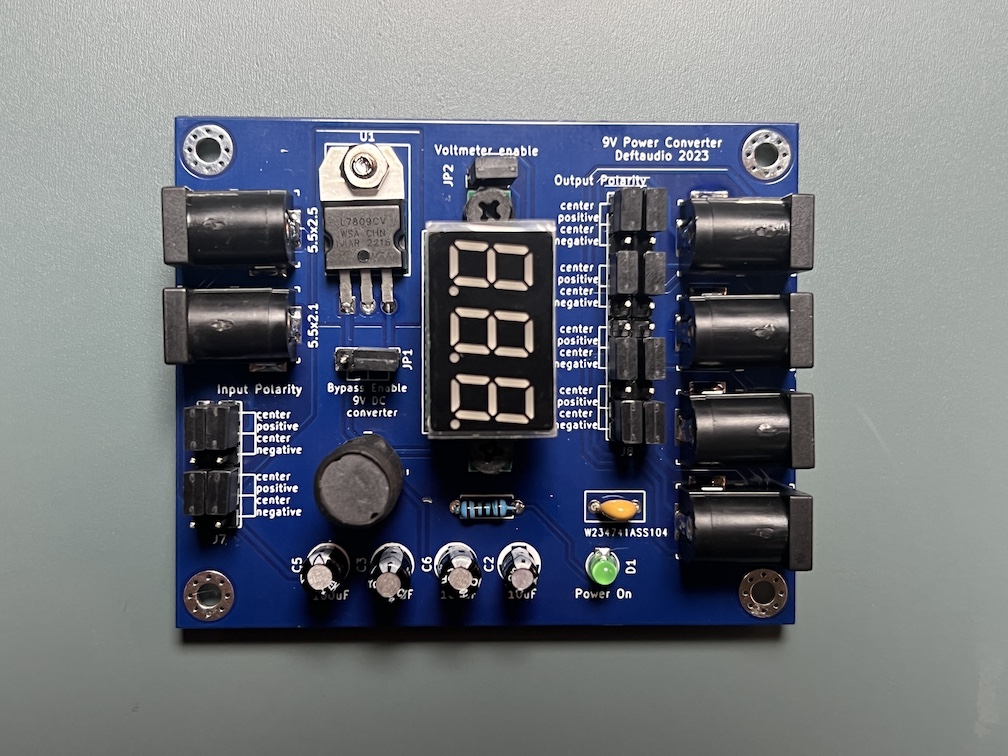 U1
Voltmeter enable
JP2
9V Power Converter
Deftaudio 2023
Output Polarity
L7809CV
5.5x2.5
5.5x2.1
JP1
Bypass Enable
9V DC
converter
Input Polarity
center
positive
center
negative
center
positive
center
negative
J7
center
positive
center
negative
center
positive
center
negative
center
positive
center
negative
center
positive
center
negative
W234741ASS104
C5
C6
C2
10uF
D1
Power On